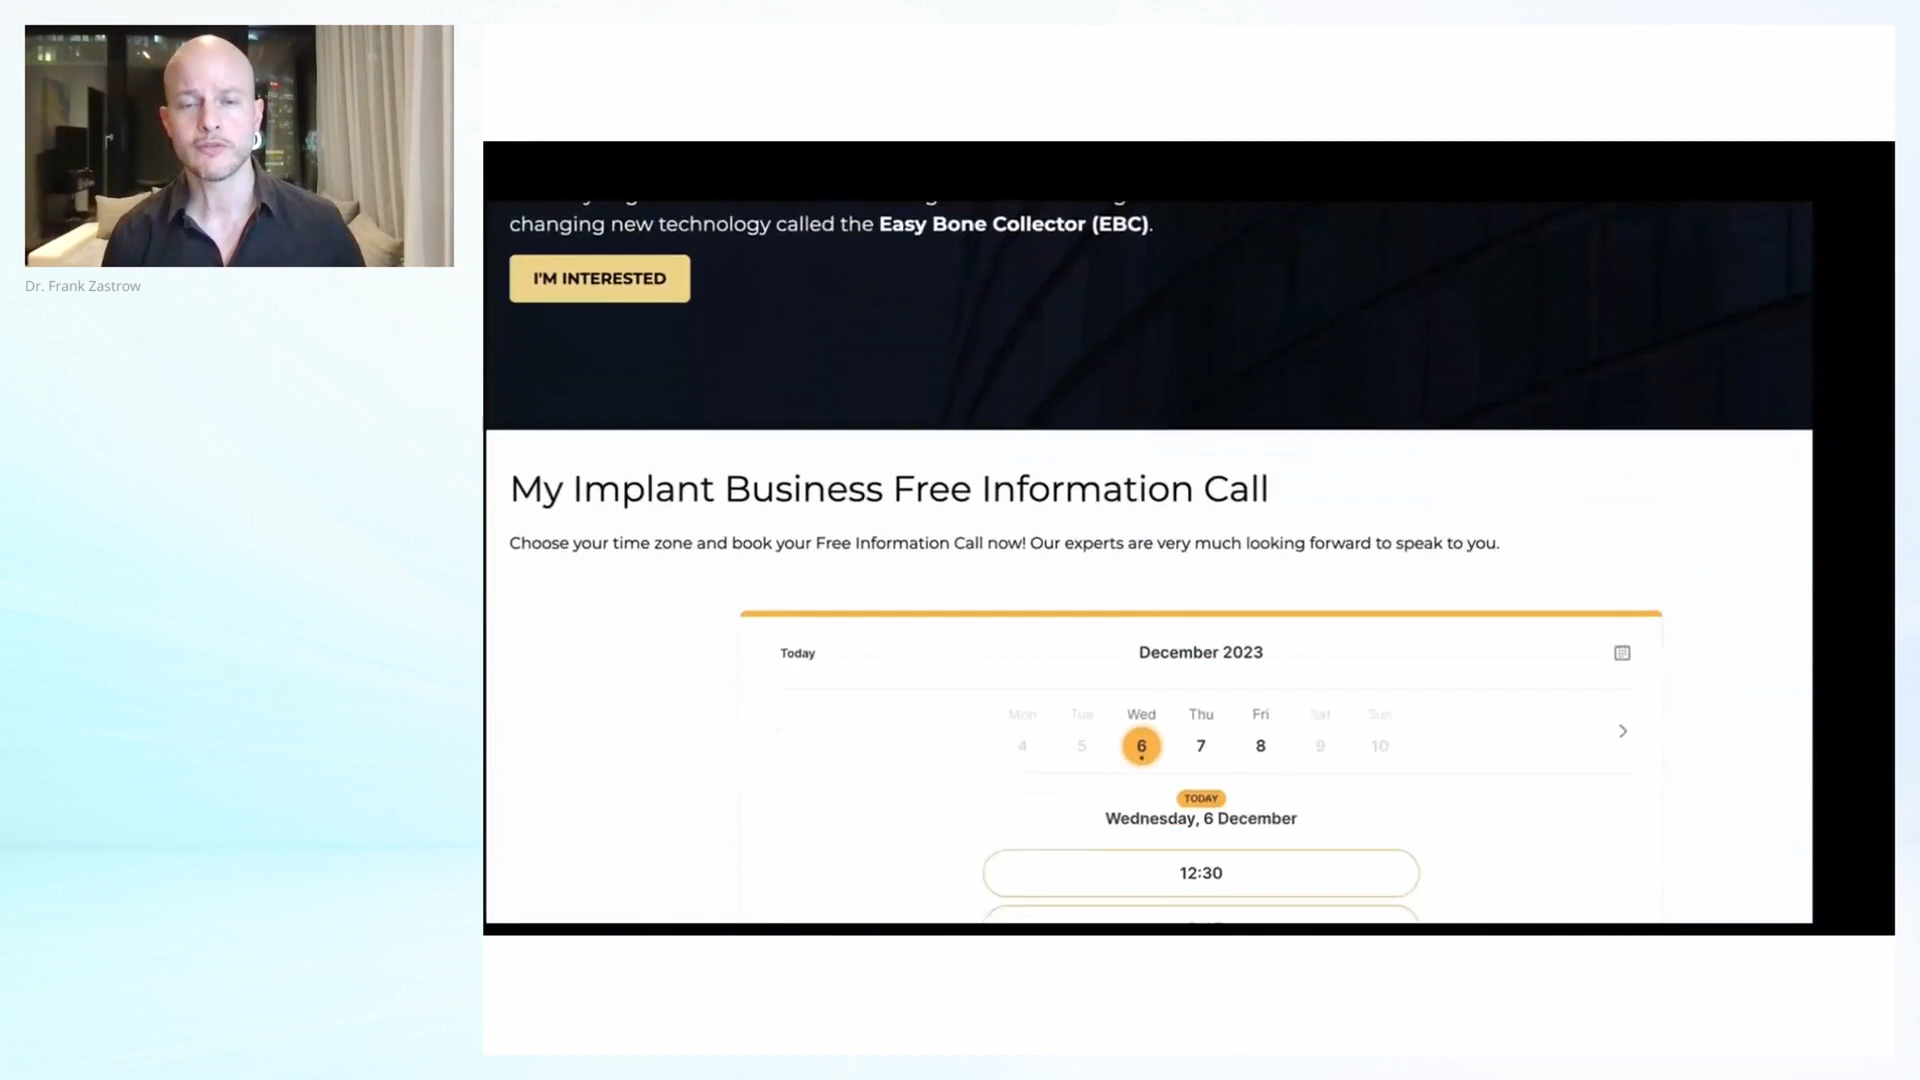 Dr. Frank Zastrow
changing new technology called the Easy Bone Collector (EBC).
I'M INTERESTED
My Implant Business Free Information Call
Choose your time zone and book your Free Information Call now! Our experts are very much looking forward to speak to you.
Today
December 2023
Mon Tue Wed Thu Fri Sat Sun
4 5 6 7 8 9 10
TODAY
Wednesday, 6 December
12:30